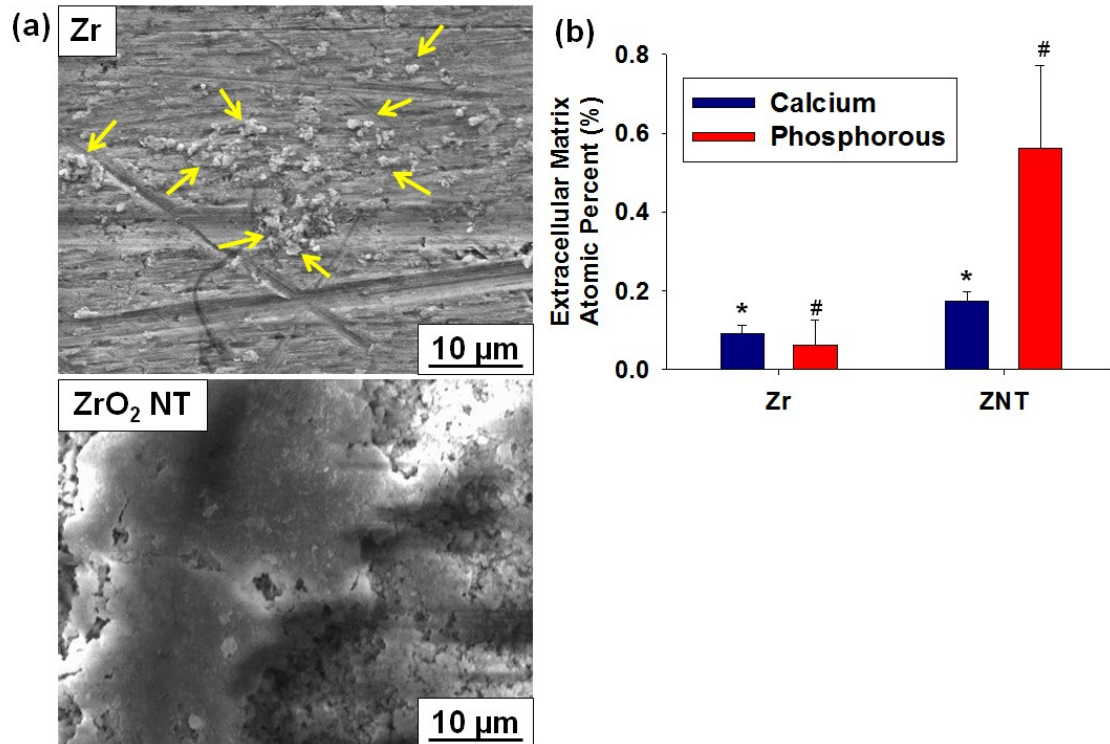 (a)
Zr
10 µm
ZrO₂ NT
10 µm
(b)
Extracellular Matrix
Atomic Percent (%)
0.8
0.6
0.4
0.2
0.0
Calcium
Phosphorous
*
#
*
#
Zr
ZNT